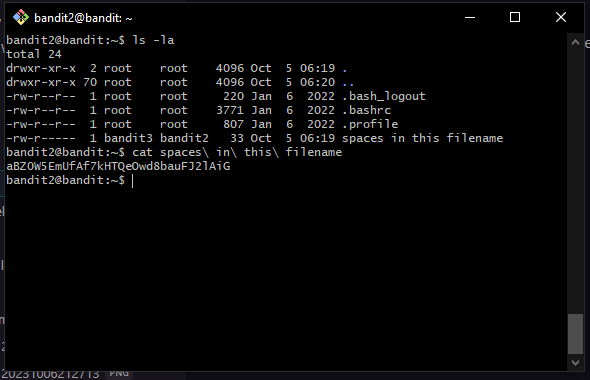 bandit2@bandit: ~
bandit2@bandit:~$ ls -la
total 24
drwxr-xr-x  2 root    root    4096 Oct  5 06:19 .
drwxr-xr-x 70 root    root    4096 Oct  5 06:20 ..
-rw-r--r--  1 root    root     220 Jan  6  2022 .bash_logout
-rw-r--r--  1 root    root    3771 Jan  6  2022 .bashrc
-rw-r--r--  1 root    root     807 Jan  6  2022 .profile
-rw-r-----  1 bandit3 bandit2   33 Oct  5 06:19 spaces in this filename
bandit2@bandit:~$ cat spaces\ in\ this\ filename
aBZ0W5EmUfAf7kHTQeOwd8bauFJ2lAiG
bandit2@bandit:~$
20231006212713 PNG